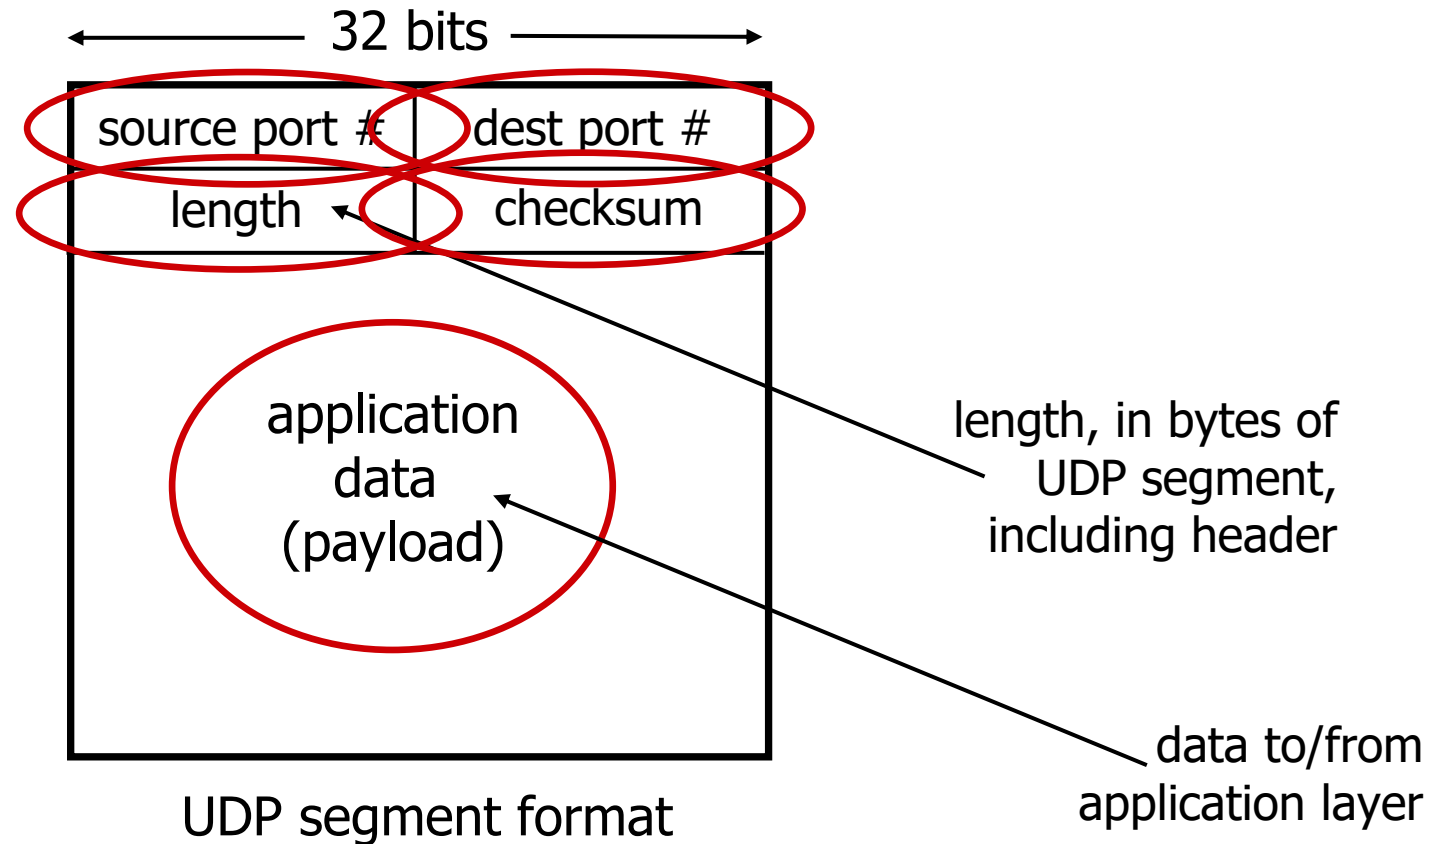 32 bits
source port #
dest port #
length
checksum
application
data
(payload)
length, in bytes of
UDP segment,
including header
data to/from
application layer
UDP segment format